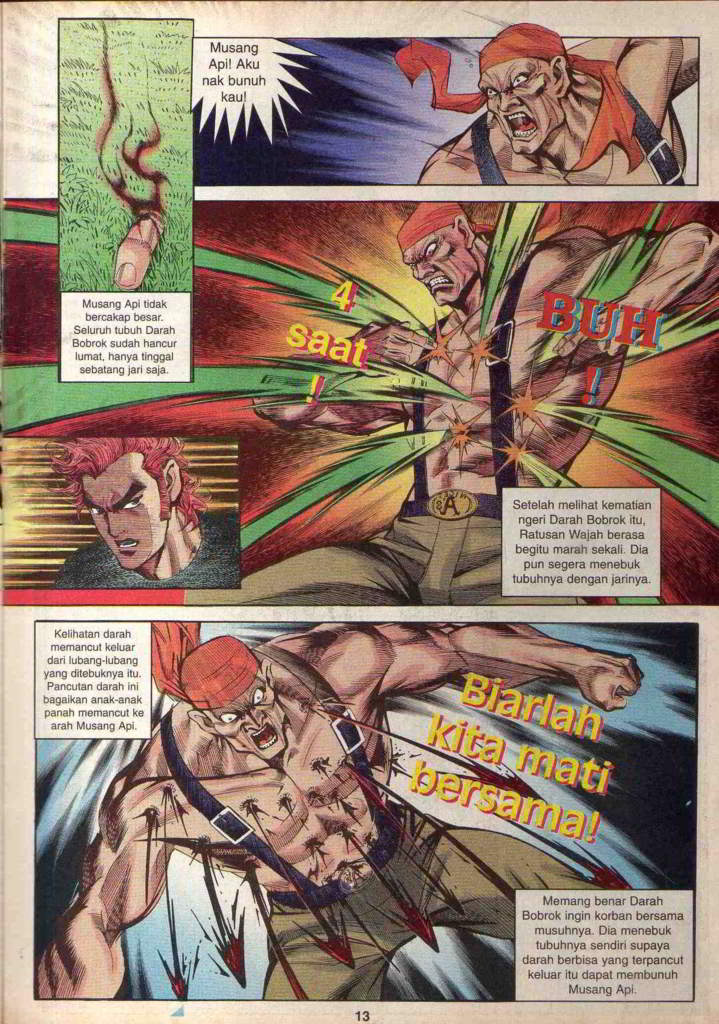 Musang
Api! Aku
nak bunuh
kau!
Musang Api tidak
bercakap besar.
Seluruh tubuh Darah
Bobrok sudah hancur
lumat, hanya tinggal
sebatang jari saja.
4
saat
!
BUH
!
A
Setelah melihat kematian
ngeri Darah Bobrok itu,
Ratusan Wajah berasa
begitu marah sekali. Dia
pun segera menebuk
tubuhnya dengan jarinya.
Kelihatan darah
memancut keluar
dari lubang-lubang
yang ditebuknya itu.
Pancutan darah ini
bagaikan anak-anak
panah memancut ke
arah Musang Api.
Biarlah
kita mati
bersama!
Memang benar Darah
Bobrok ingin korban bersama
musuhnya. Dia menebuk
tubuhnya sendiri supaya
darah berbisa yang terpancut
keluar itu dapat membunuh
Musang Api.
13